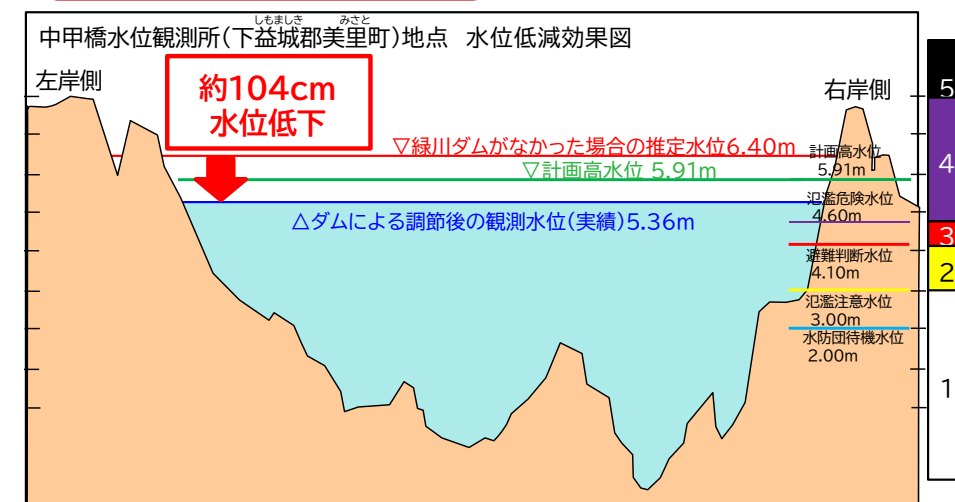 しもましき みさと
中甲橋水位観測所(下益城郡美里町)地点 水位低減効果図
左岸側
右岸側
約104cm
水位低下
▽緑川ダムがなかった場合の推定水位6.40m
▽計画高水位 5.91m
△ダムによる調節後の観測水位(実績)5.36m
計画高水位
5.91m
氾濫危険水位
4.60m
避難判断水位
4.10m
氾濫注意水位
3.00m
水防団待機水位
2.00m
5
4
3
2
1